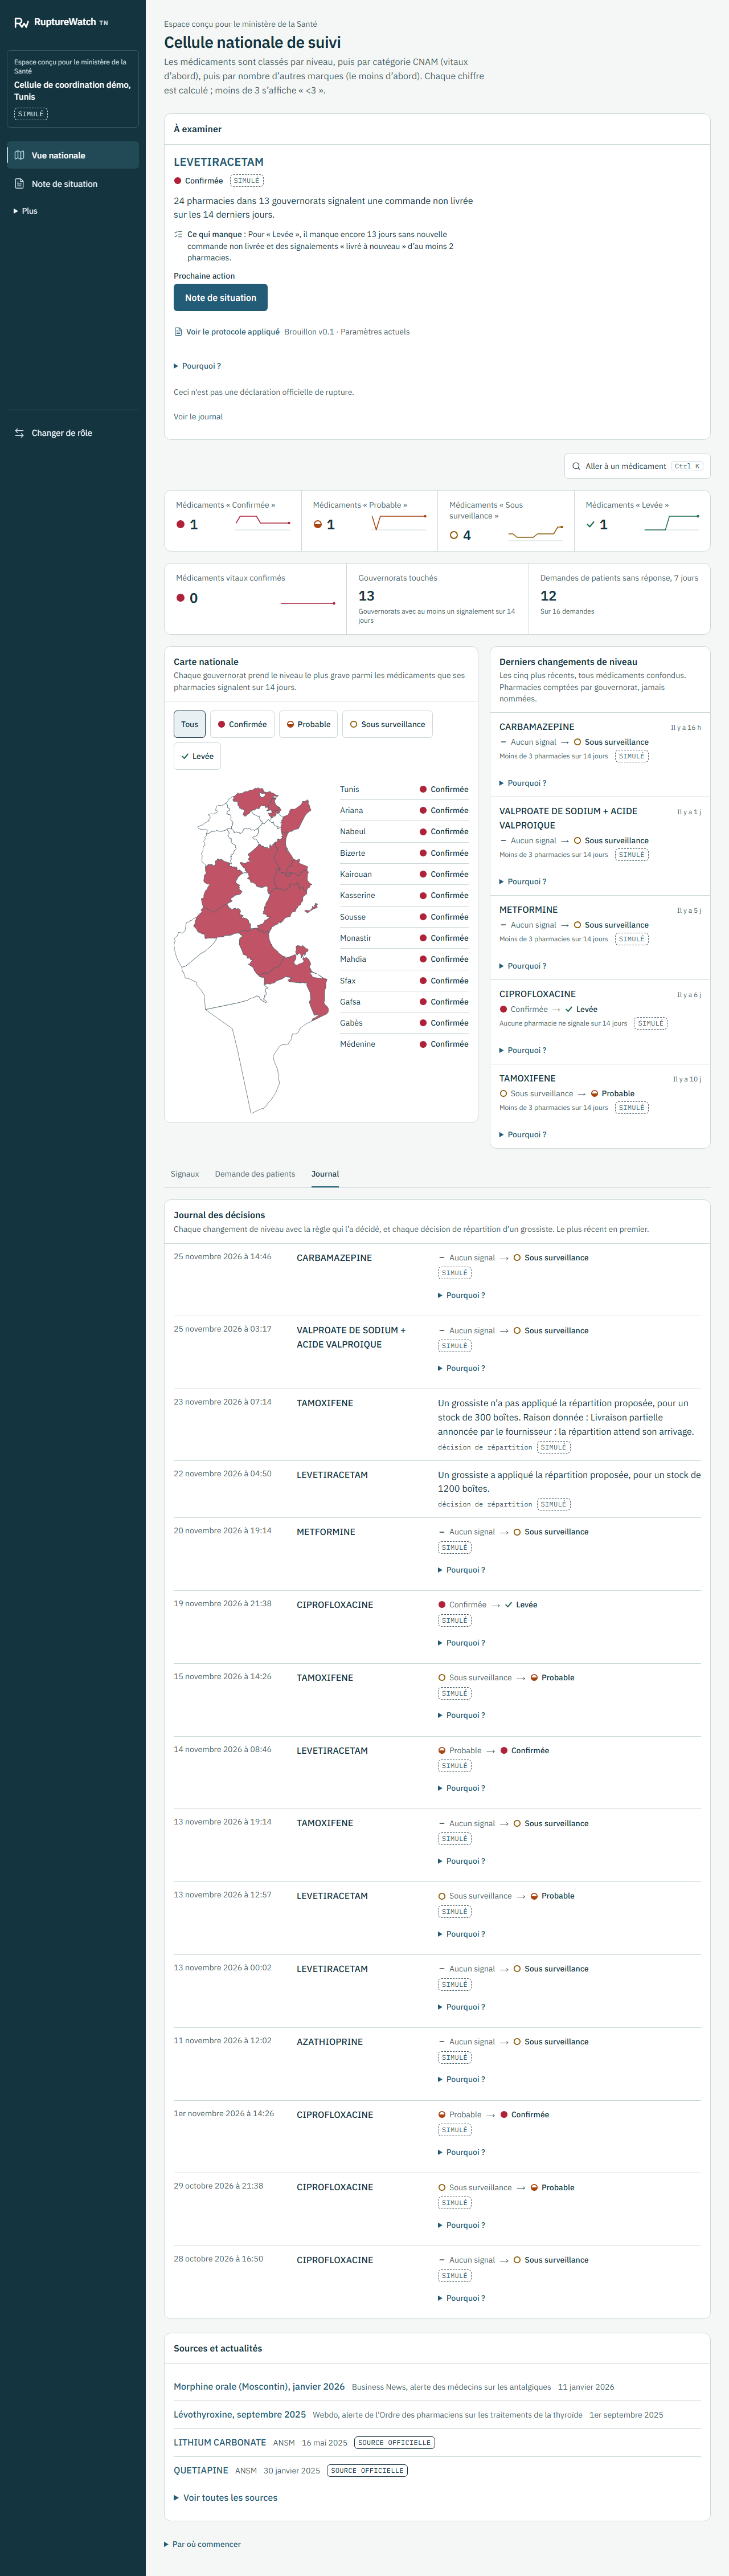 RuptureWatch TN
Espace conçu pour le ministère de la
Santé
Cellule de coordination démo,
Tunis
SIMULÉ
Vue nationale
Note de situation
Plus
Changer de rôle
Espace conçu pour le ministère de la Santé
Cellule nationale de suivi
Les médicaments sont classés par niveau, puis par catégorie CNAM (vitaux
d’abord), puis par nombre d’autres marques (le moins d’abord). Chaque chiffre
est calculé ; moins de 3 s’affiche « <3 ».
À examiner
LEVETIRACETAM
Confirmée SIMULÉ
24 pharmacies dans 13 gouvernorats signalent une commande non livrée
sur les 14 derniers jours.
Ce qui manque : Pour « Levée », il manque encore 13 jours sans nouvelle
commande non livrée et des signalements « livré à nouveau » d’au moins 2
pharmacies.
Prochaine action
Note de situation
Voir le protocole appliqué Brouillon v0.1 · Paramètres actuels
Pourquoi ?
Ceci n’est pas une déclaration officielle de rupture.
Voir le journal
Aller à un médicament Ctrl K
Médicaments « Confirmée »
1
Médicaments « Probable »
1
Médicaments « Sous
surveillance »
4
Médicaments « Levée »
1
Médicaments vitaux confirmés
0
Gouvernorats touchés
13
Gouvernorats avec au moins un signalement sur 14
jours
Demandes de patients sans réponse, 7 jours
12
Sur 16 demandes
Carte nationale
Chaque gouvernorat prend le niveau le plus grave parmi les médicaments que ses
pharmacies signalent sur 14 jours.
Tous
Confirmée
Probable
Sous surveillance
Levée
Tunis Confirmée
Ariana Confirmée
Nabeul Confirmée
Bizerte Confirmée
Kairouan Confirmée
Kasserine Confirmée
Sousse Confirmée
Monastir Confirmée
Mahdia Confirmée
Sfax Confirmée
Gafsa Confirmée
Gabès Confirmée
Médenine Confirmée
Derniers changements de niveau
Les cinq plus récents, tous médicaments confondus.
Pharmacies comptées par gouvernorat, jamais
nommées.
CARBAMAZEPINE Il y a 16 h
– Aucun signal → Sous surveillance
Moins de 3 pharmacies sur 14 jours SIMULÉ
Pourquoi ?
VALPROATE DE SODIUM + ACIDE
VALPROIQUE Il y a 1 j
– Aucun signal → Sous surveillance
Moins de 3 pharmacies sur 14 jours SIMULÉ
Pourquoi ?
METFORMINE Il y a 5 j
– Aucun signal → Sous surveillance
Moins de 3 pharmacies sur 14 jours SIMULÉ
Pourquoi ?
CIPROFLOXACINE Il y a 6 j
Confirmée → Levée
Aucune pharmacie ne signale sur 14 jours SIMULÉ
Pourquoi ?
TAMOXIFENE Il y a 10 j
Sous surveillance → Probable
Moins de 3 pharmacies sur 14 jours SIMULÉ
Pourquoi ?
Signaux Demande des patients Journal
Journal des décisions
Chaque changement de niveau avec la règle qui l’a décidé, et chaque décision de répartition d’un grossiste. Le plus récent en premier.
25 novembre 2026 à 14:46 CARBAMAZEPINE – Aucun signal → Sous surveillance
SIMULÉ
Pourquoi ?
25 novembre 2026 à 03:17 VALPROATE DE SODIUM + – Aucun signal → Sous surveillance
ACIDE VALPROIQUE SIMULÉ
Pourquoi ?
23 novembre 2026 à 07:14 TAMOXIFENE Un grossiste n’a pas appliqué la répartition proposée, pour un
stock de 300 boîtes. Raison donnée : Livraison partielle
annoncée par le fournisseur : la répartition attend son arrivage.
décision de répartition SIMULÉ
22 novembre 2026 à 04:50 LEVETIRACETAM Un grossiste a appliqué la répartition proposée, pour un stock de
1200 boîtes.
décision de répartition SIMULÉ
20 novembre 2026 à 19:14 METFORMINE – Aucun signal → Sous surveillance
SIMULÉ
Pourquoi ?
19 novembre 2026 à 21:38 CIPROFLOXACINE Confirmée → Levée
SIMULÉ
Pourquoi ?
15 novembre 2026 à 14:26 TAMOXIFENE Sous surveillance → Probable
SIMULÉ
Pourquoi ?
14 novembre 2026 à 08:46 LEVETIRACETAM Probable → Confirmée
SIMULÉ
Pourquoi ?
13 novembre 2026 à 19:14 TAMOXIFENE – Aucun signal → Sous surveillance
SIMULÉ
Pourquoi ?
13 novembre 2026 à 12:57 LEVETIRACETAM Sous surveillance → Probable
SIMULÉ
Pourquoi ?
13 novembre 2026 à 00:02 LEVETIRACETAM – Aucun signal → Sous surveillance
SIMULÉ
Pourquoi ?
11 novembre 2026 à 12:02 AZATHIOPRINE – Aucun signal → Sous surveillance
SIMULÉ
Pourquoi ?
1er novembre 2026 à 14:26 CIPROFLOXACINE Probable → Confirmée
SIMULÉ
Pourquoi ?
29 octobre 2026 à 21:38 CIPROFLOXACINE Sous surveillance → Probable
SIMULÉ
Pourquoi ?
28 octobre 2026 à 16:50 CIPROFLOXACINE – Aucun signal → Sous surveillance
SIMULÉ
Pourquoi ?
Sources et actualités
Morphine orale (Moscontin), janvier 2026 Business News, alerte des médecins sur les antalgiques 11 janvier 2026
Lévothyroxine, septembre 2025 Webdo, alerte de l’Ordre des pharmaciens sur les traitements de la thyroïde 1er septembre 2025
LITHIUM CARBONATE ANSM 16 mai 2025 SOURCE OFFICIELLE
QUETIAPINE ANSM 30 janvier 2025 SOURCE OFFICIELLE
Voir toutes les sources
Par où commencer